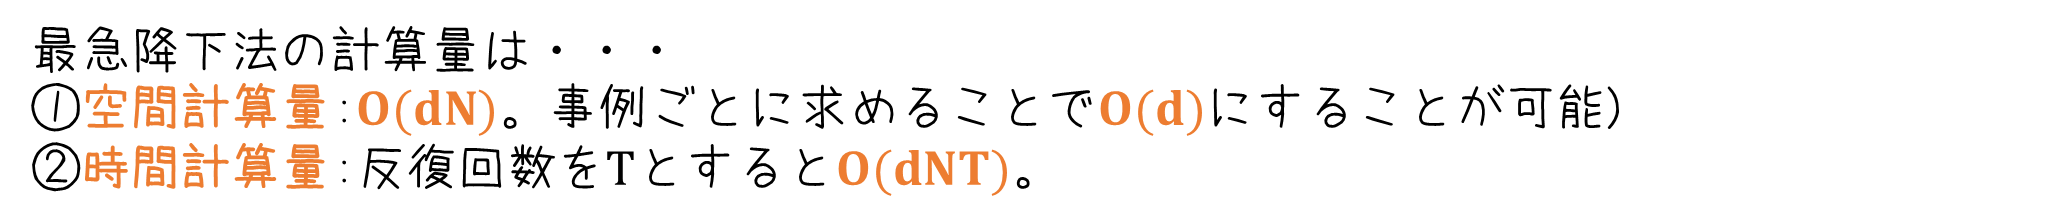 最急降下法の計算量は・・・
①空間計算量:O(dN)。事例ごとに求めることでO(d)にすることが可能)
②時間計算量:反復回数をTとするとO(dNT)。